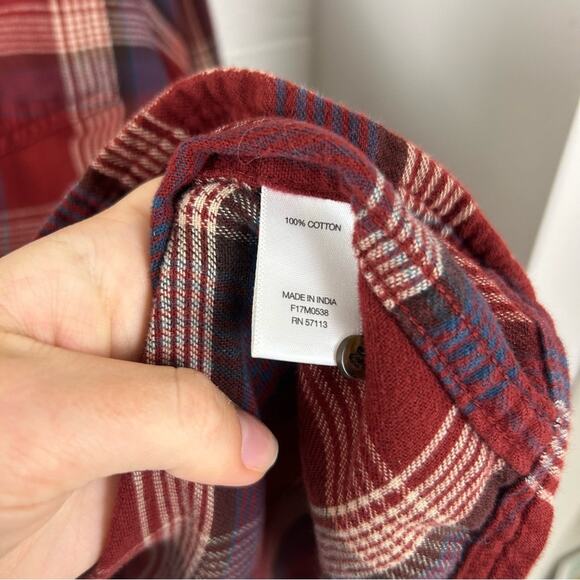 100% COTTON
MADE IN INDIA
F17M0538
RN 57113